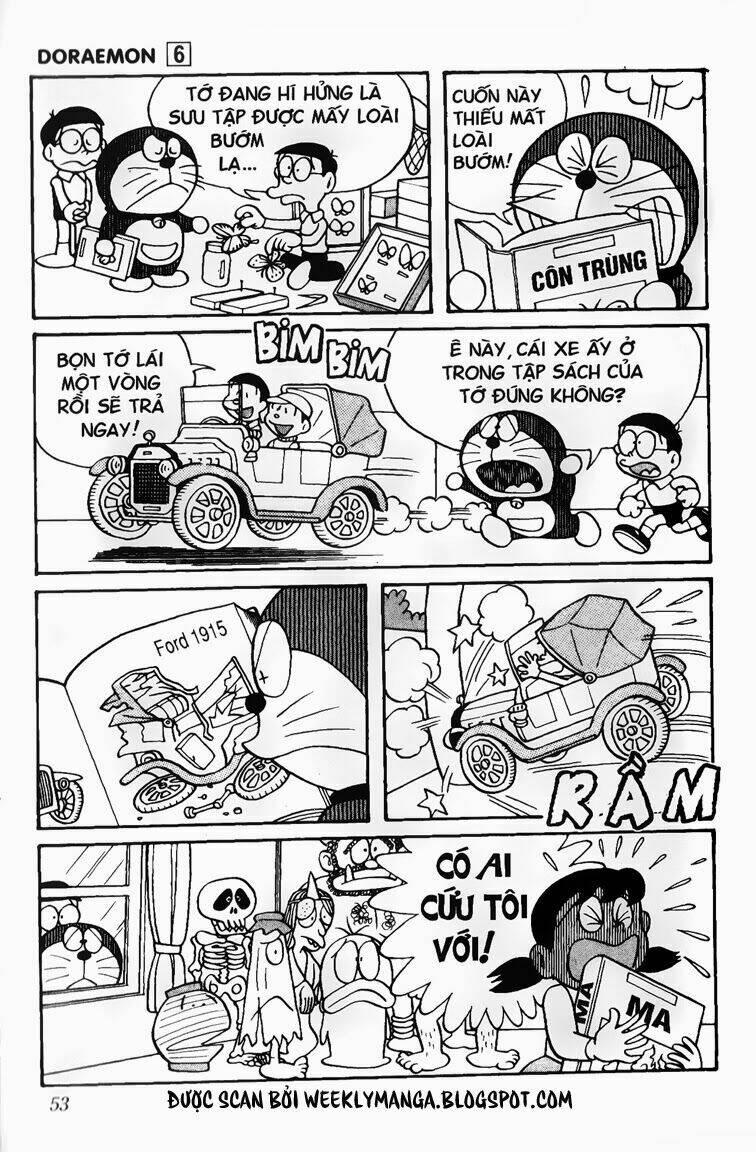 DORAEMON 6
TỚ ĐANG HÍ HỬNG LÀ
SƯU TẬP ĐƯỢC MẤY LOÀI
BƯỚM
LẠ...
CUỐN NÀY
THIẾU MẤT
LOÀI
BƯỚM!
CÔN TRÙNG
BỌN TỚ LÁI
MỘT VÒNG
RỒI SẼ TRẢ
NGAY!
BIM BIM
Ê NÀY, CÁI XE ẤY Ở
TRONG TẬP SÁCH CỦA
TỚ ĐÚNG KHÔNG?
Ford 1915
RẦM
CÓ AI
CỨU TÔI
VỚI!
MA
MA
53
ĐƯỢC SCAN BỞI WEEKLYMANGA.BLOGSPOT.COM